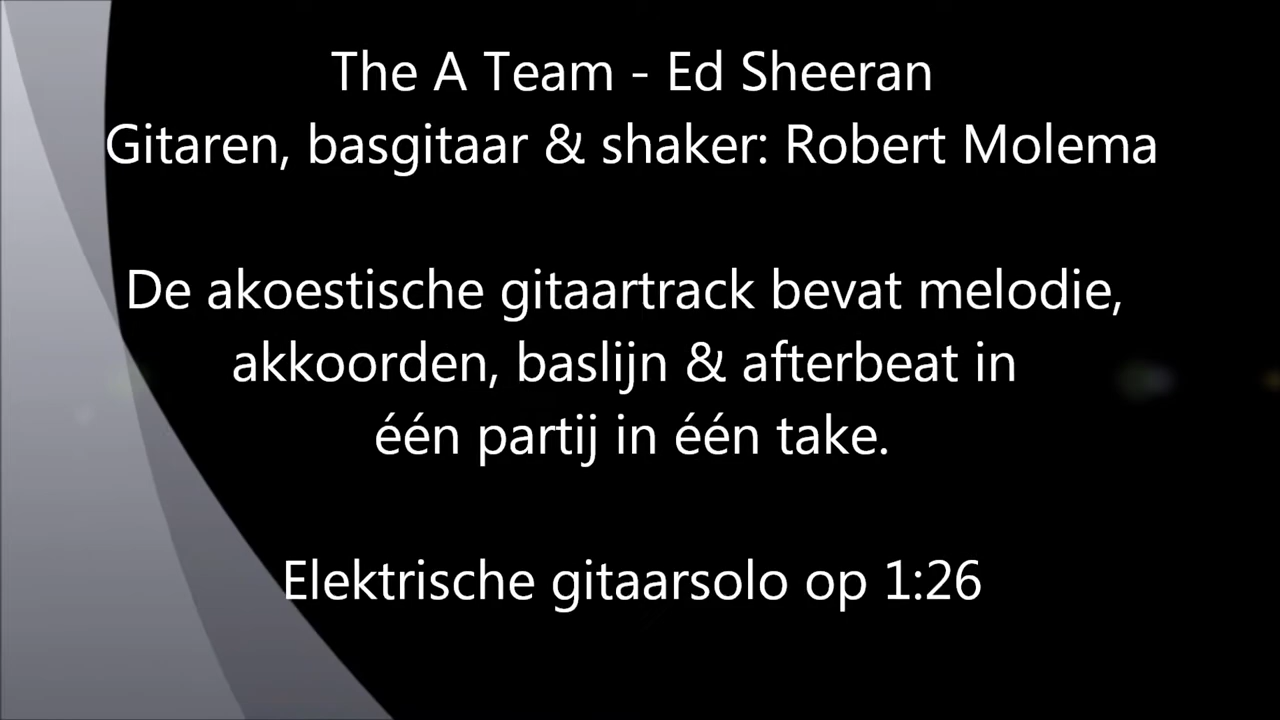 The A Team - Ed Sheeran
Gitaren, basgitaar & shaker: Robert Molema
De akoestische gitaartrack bevat melodie,
akkoorden, baslijn & afterbeat in
één partij in één take.
Elektrische gitaarsolo op 1:26